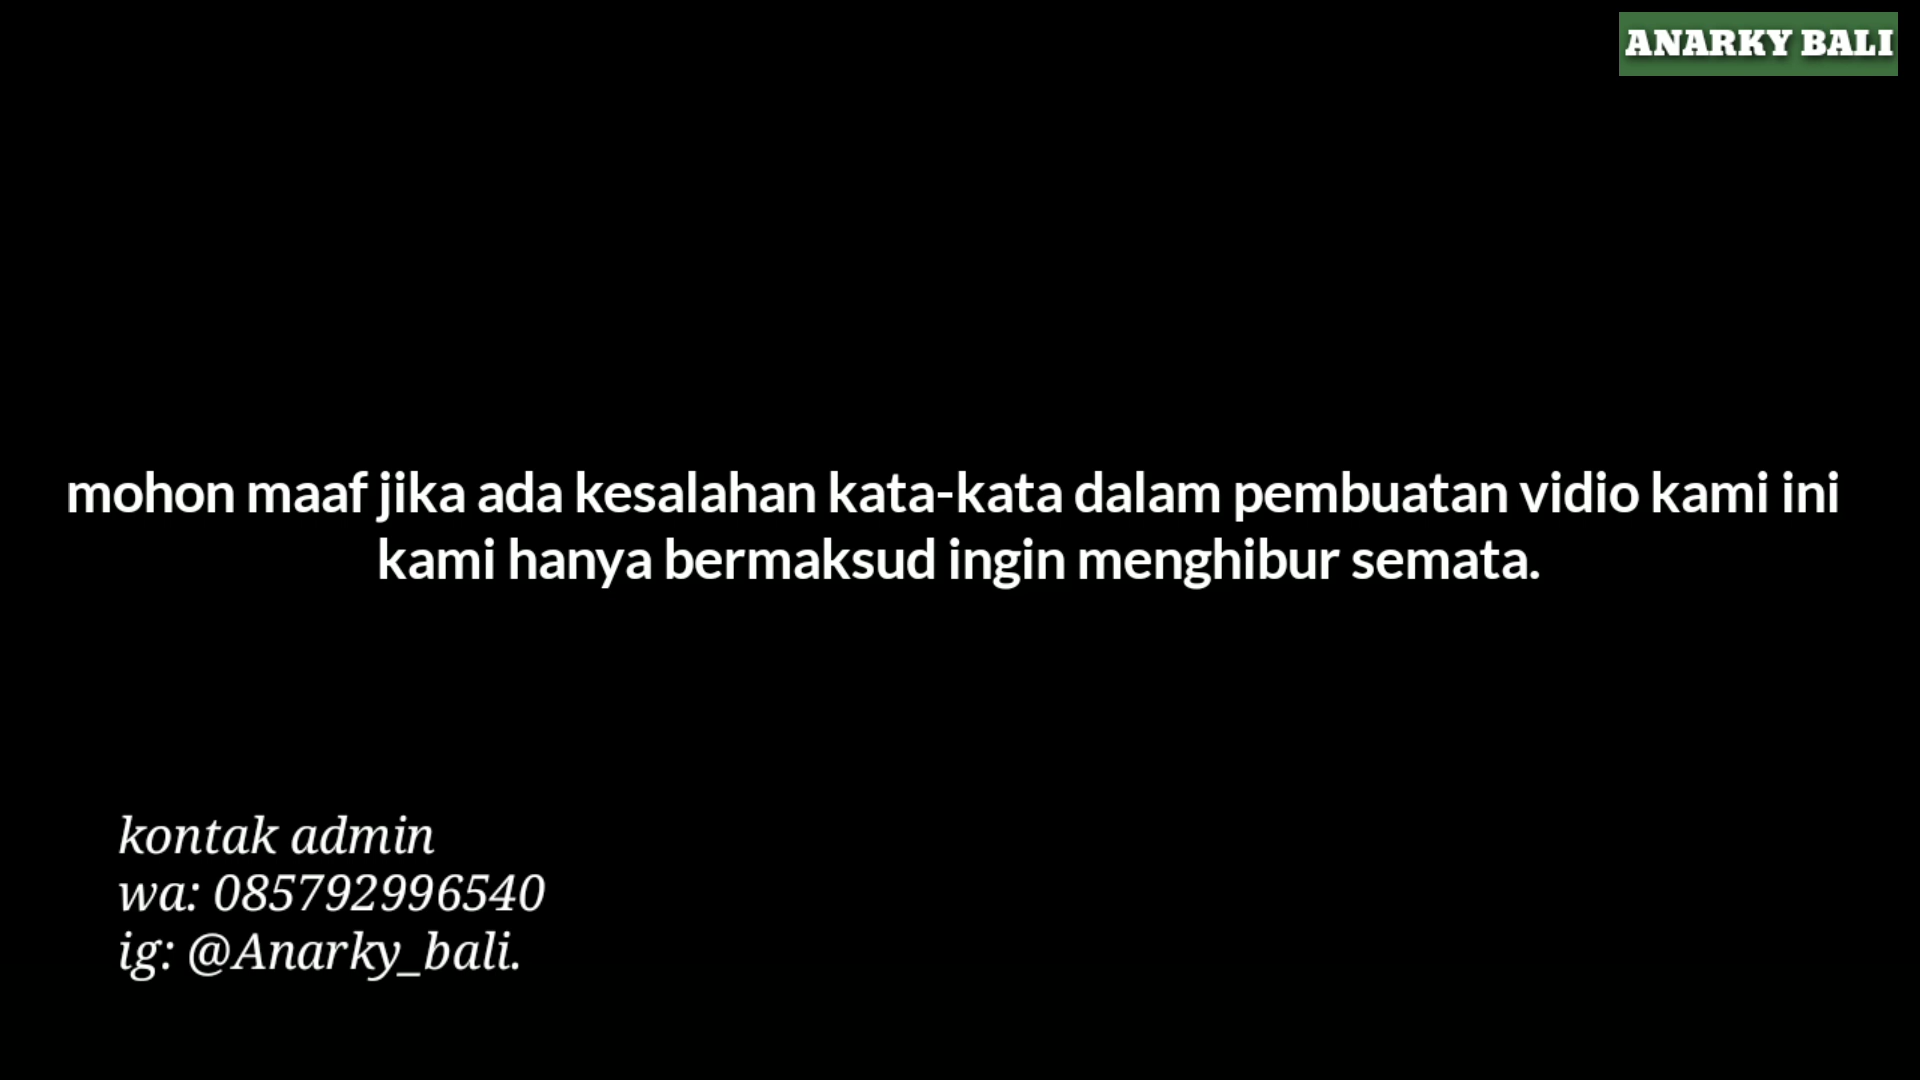 ANARKY BALI
mohon maaf jika ada kesalahan kata-kata dalam pembuatan vidio kami ini
kami hanya bermaksud ingin menghibur semata.
kontak admin
wa: 085792996540
ig: @Anarky_bali.